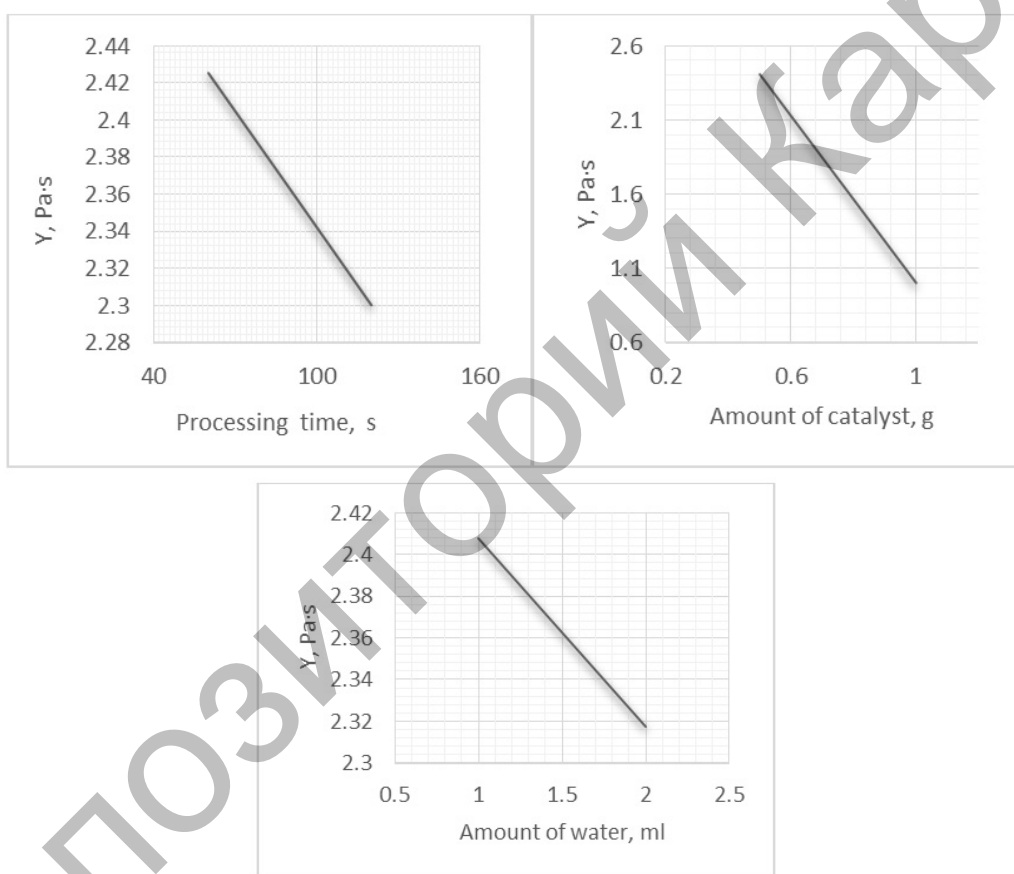 2.44
2.42
2.4
2.38
2.36
2.34
2.32
2.3
2.28
Y, Pa·s
40 100 160
Processing time, s
2.6
2.1
1.6
1.1
0.6
Y, Pa·s
0.2 0.6 1
Amount of catalyst, g
2.42
2.4
2.38
2.36
2.34
2.32
2.3
Y, Pa·s
0.5 1 1.5 2 2.5
Amount of water, ml
позиторий Кар